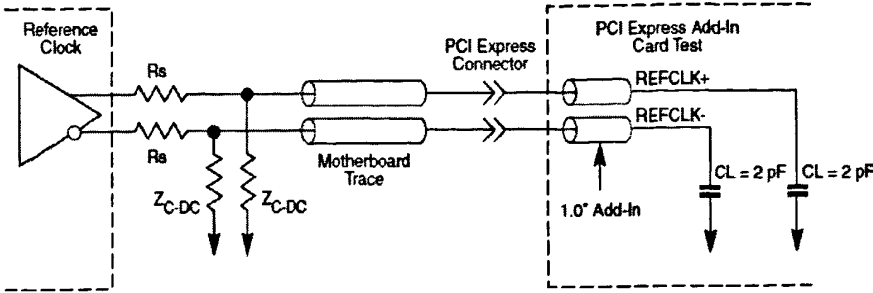 Reference
Clock
Rs
Rs
Z_C-DC
Z_C-DC
Motherboard
Trace
PCI Express
Connector
PCI Express Add-In
Card Test
REFCLK+
REFCLK-
1.0" Add-In
CL = 2 pF
CL = 2 pF